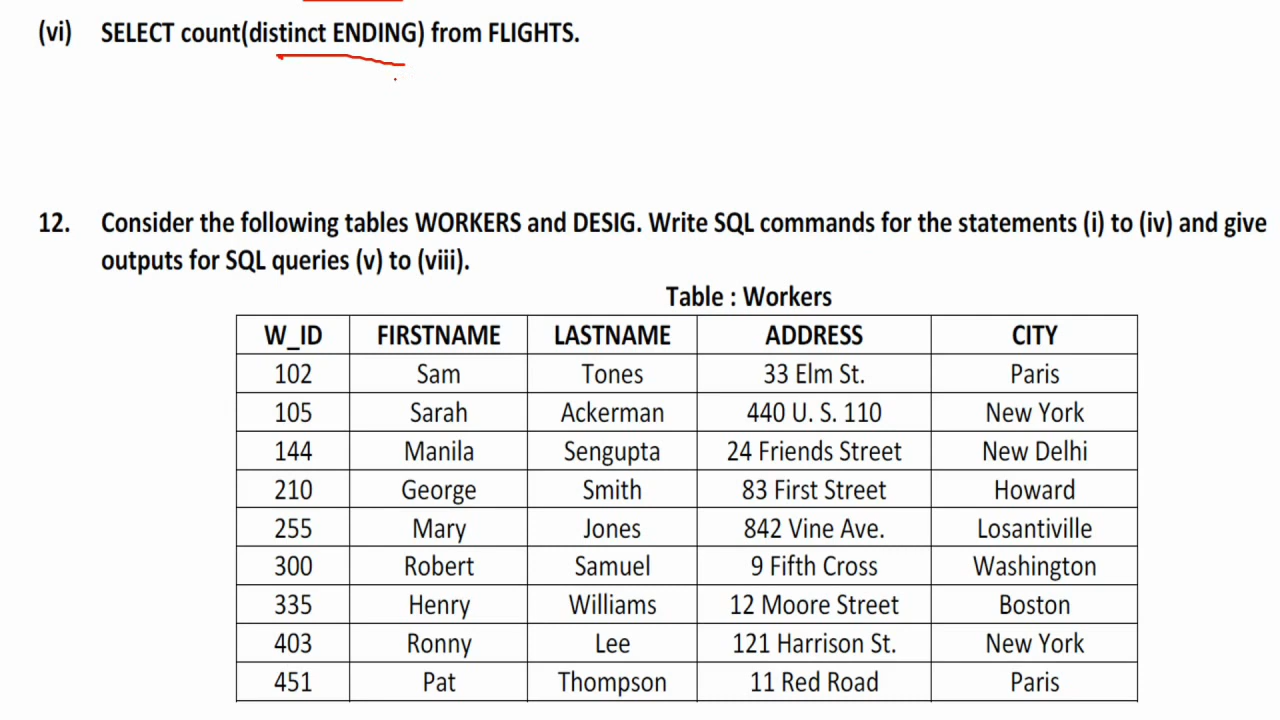 (vi) SELECT count(distinct ENDING) from FLIGHTS.
12. Consider the following tables WORKERS and DESIG. Write SQL commands for the statements (i) to (iv) and give
outputs for SQL queries (v) to (viii).
Table : Workers
W_ID FIRSTNAME LASTNAME ADDRESS CITY
102 Sam Tones 33 Elm St. Paris
105 Sarah Ackerman 440 U. S. 110 New York
144 Manila Sengupta 24 Friends Street New Delhi
210 George Smith 83 First Street Howard
255 Mary Jones 842 Vine Ave. Losantiville
300 Robert Samuel 9 Fifth Cross Washington
335 Henry Williams 12 Moore Street Boston
403 Ronny Lee 121 Harrison St. New York
451 Pat Thompson 11 Red Road Paris